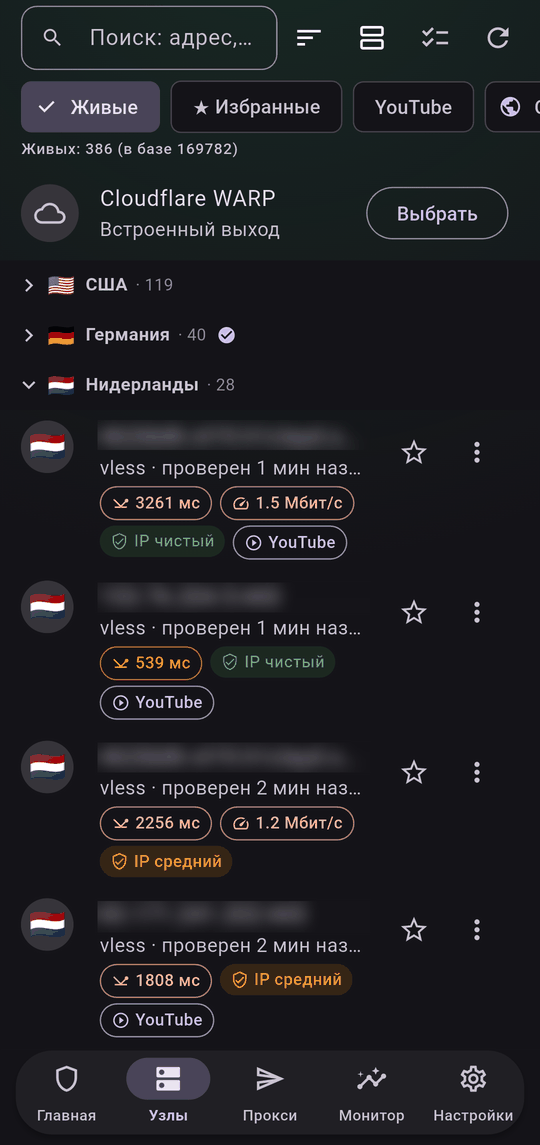 Поиск: адрес,…
Живые
★ Избранные
YouTube
Живых: 386 (в базе 169782)
Cloudflare WARP
Встроенный выход
Выбрать
США · 119
Германия · 40
Нидерланды · 28
vless · проверен 1 мин наз…
3261 мс
1.5 Мбит/с
IP чистый
YouTube
vless · проверен 1 мин наз…
539 мс
IP чистый
YouTube
vless · проверен 2 мин наз…
2256 мс
1.2 Мбит/с
IP средний
vless · проверен 2 мин наз…
1808 мс
IP средний
YouTube
Главная
Узлы
Прокси
Монитор
Настройки